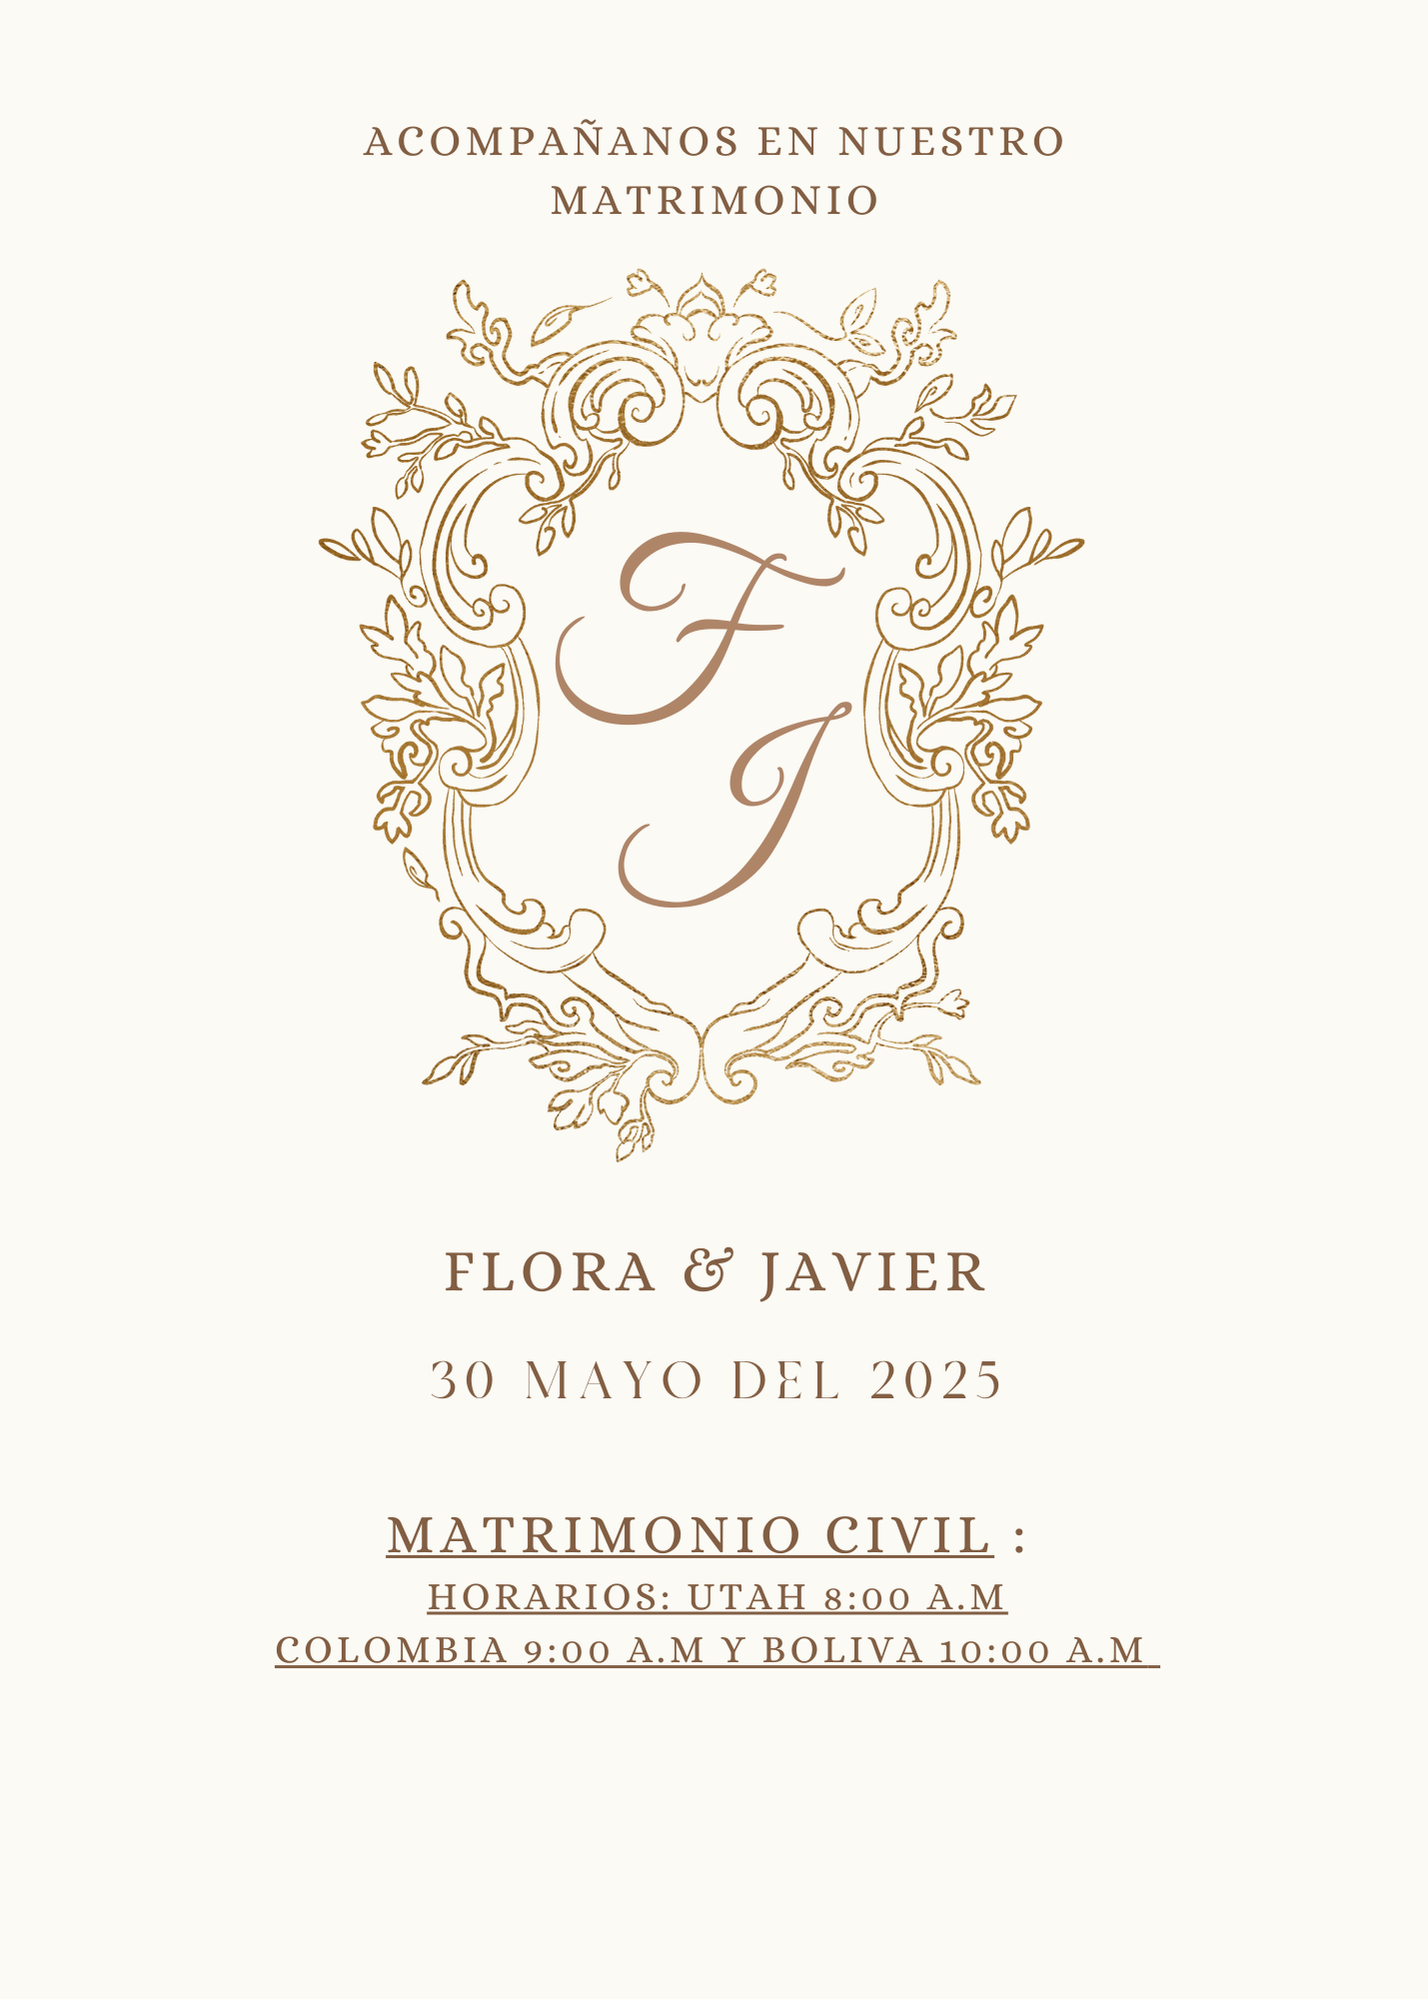 ACOMPAÑANOS EN NUESTRO
MATRIMONIO
F
J
FLORA & JAVIER
30 MAYO DEL 2025
MATRIMONIO CIVIL :
HORARIOS: UTAH 8:00 A.M
COLOMBIA 9:00 A.M Y BOLIVA 10:00 A.M